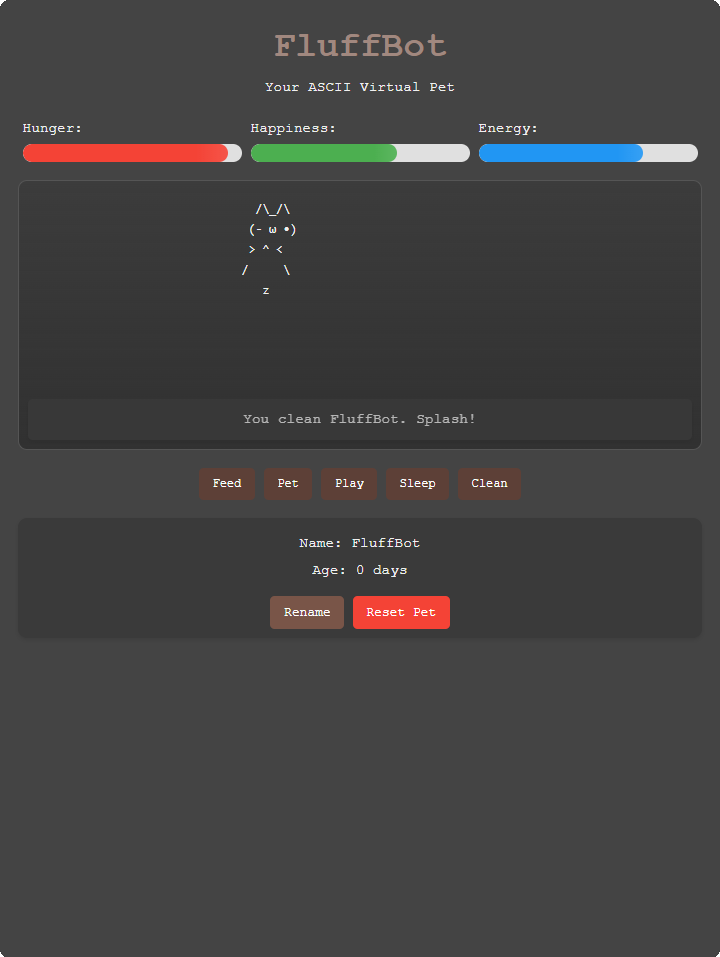 FluffBot
Your ASCII Virtual Pet
Hunger: Happiness: Energy:
/\_/\
(- ω •)
> ^ <
/     \
z
You clean FluffBot. Splash!
Feed Pet Play Sleep Clean
Name: FluffBot
Age: 0 days
Rename Reset Pet